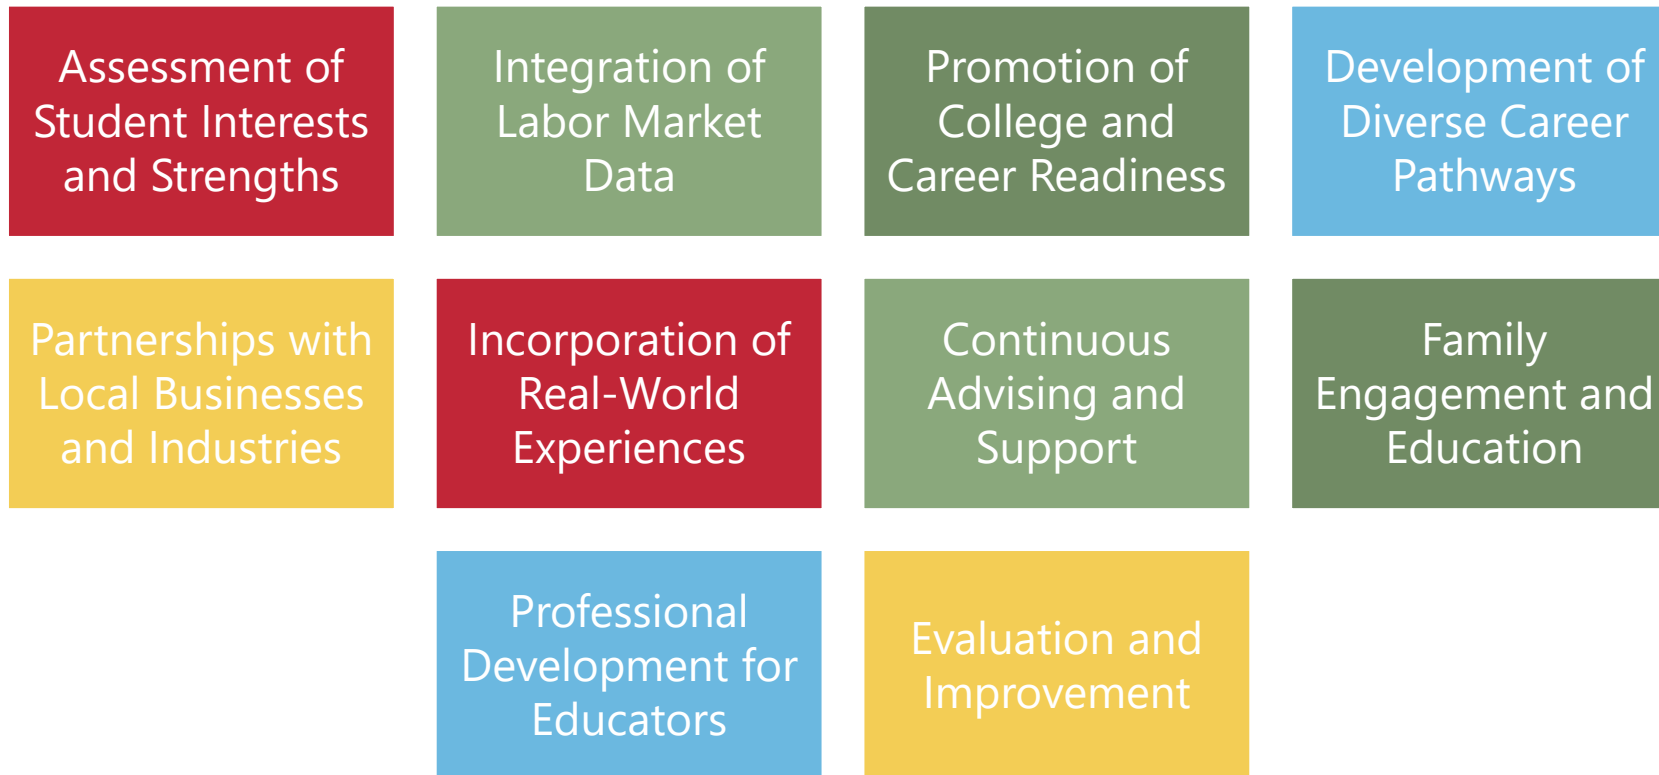 Assessment of
Student Interests
and Strengths
Integration of
Labor Market
Data
Promotion of
College and
Career Readiness
Development of
Diverse Career
Pathways
Partnerships with
Local Businesses
and Industries
Incorporation of
Real-World
Experiences
Continuous
Advising and
Support
Family
Engagement and
Education
Professional
Development for
Educators
Evaluation and
Improvement